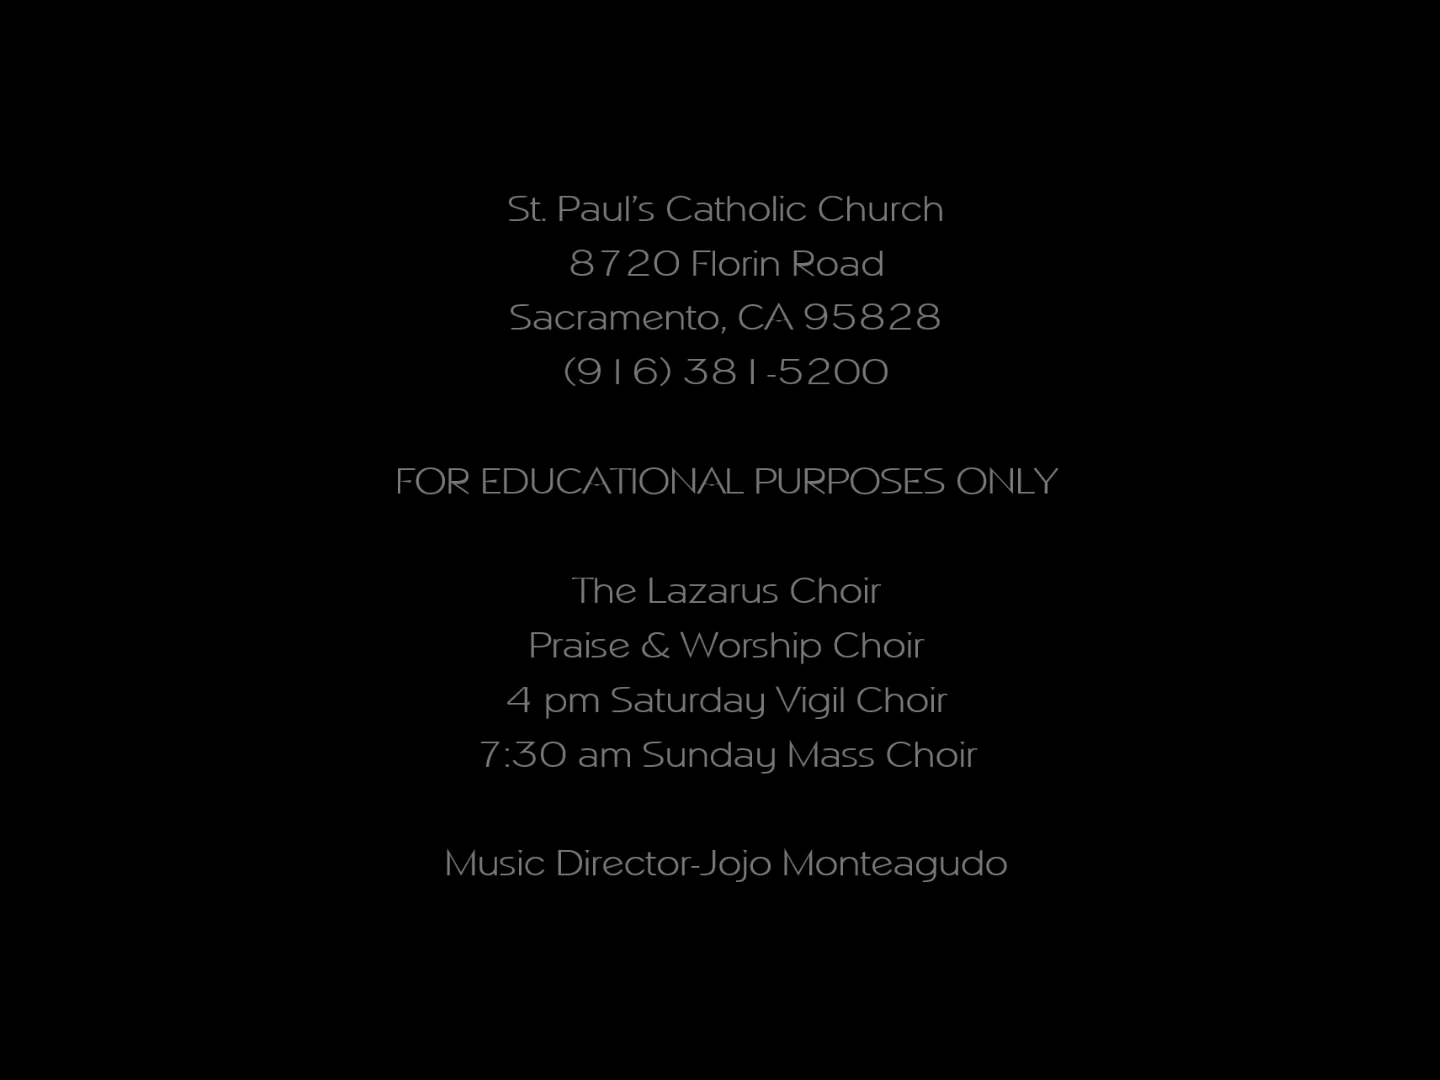 St. Paul's Catholic Church
8720 Florin Road
Sacramento, CA 95828
(916) 381-5200
FOR EDUCATIONAL PURPOSES ONLY
The Lazarus Choir
Praise & Worship Choir
4 pm Saturday Vigil Choir
7:30 am Sunday Mass Choir
Music Director-Jojo Monteagudo